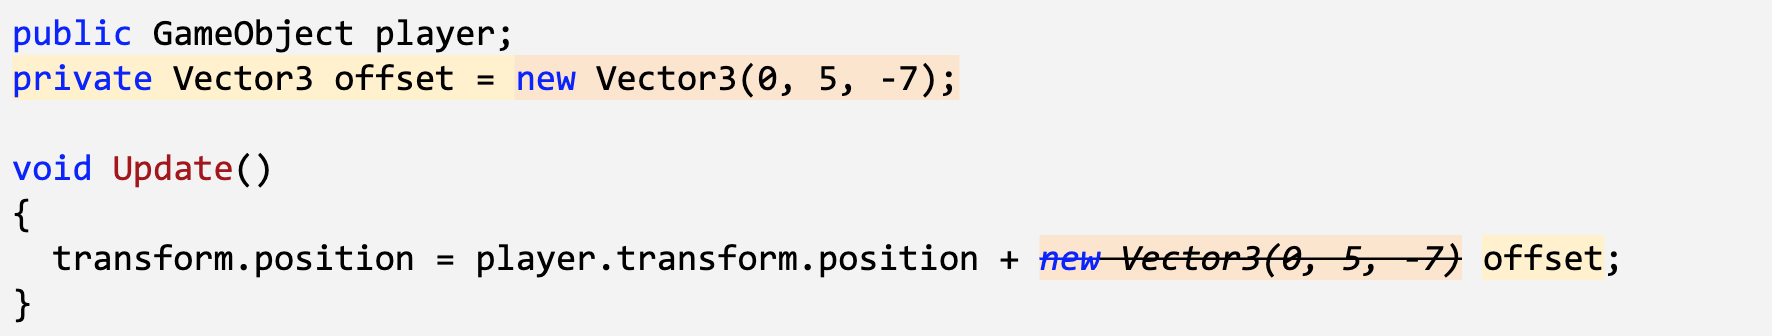 public GameObject player;
private Vector3 offset = new Vector3(0, 5, -7);
void Update()
{
transform.position = player.transform.position + new Vector3(0, 5, -7) offset;
}